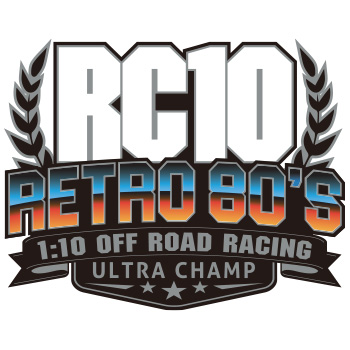 RC10
RETRO 80'S
1:10 OFF ROAD RACING
ULTRA CHAMP